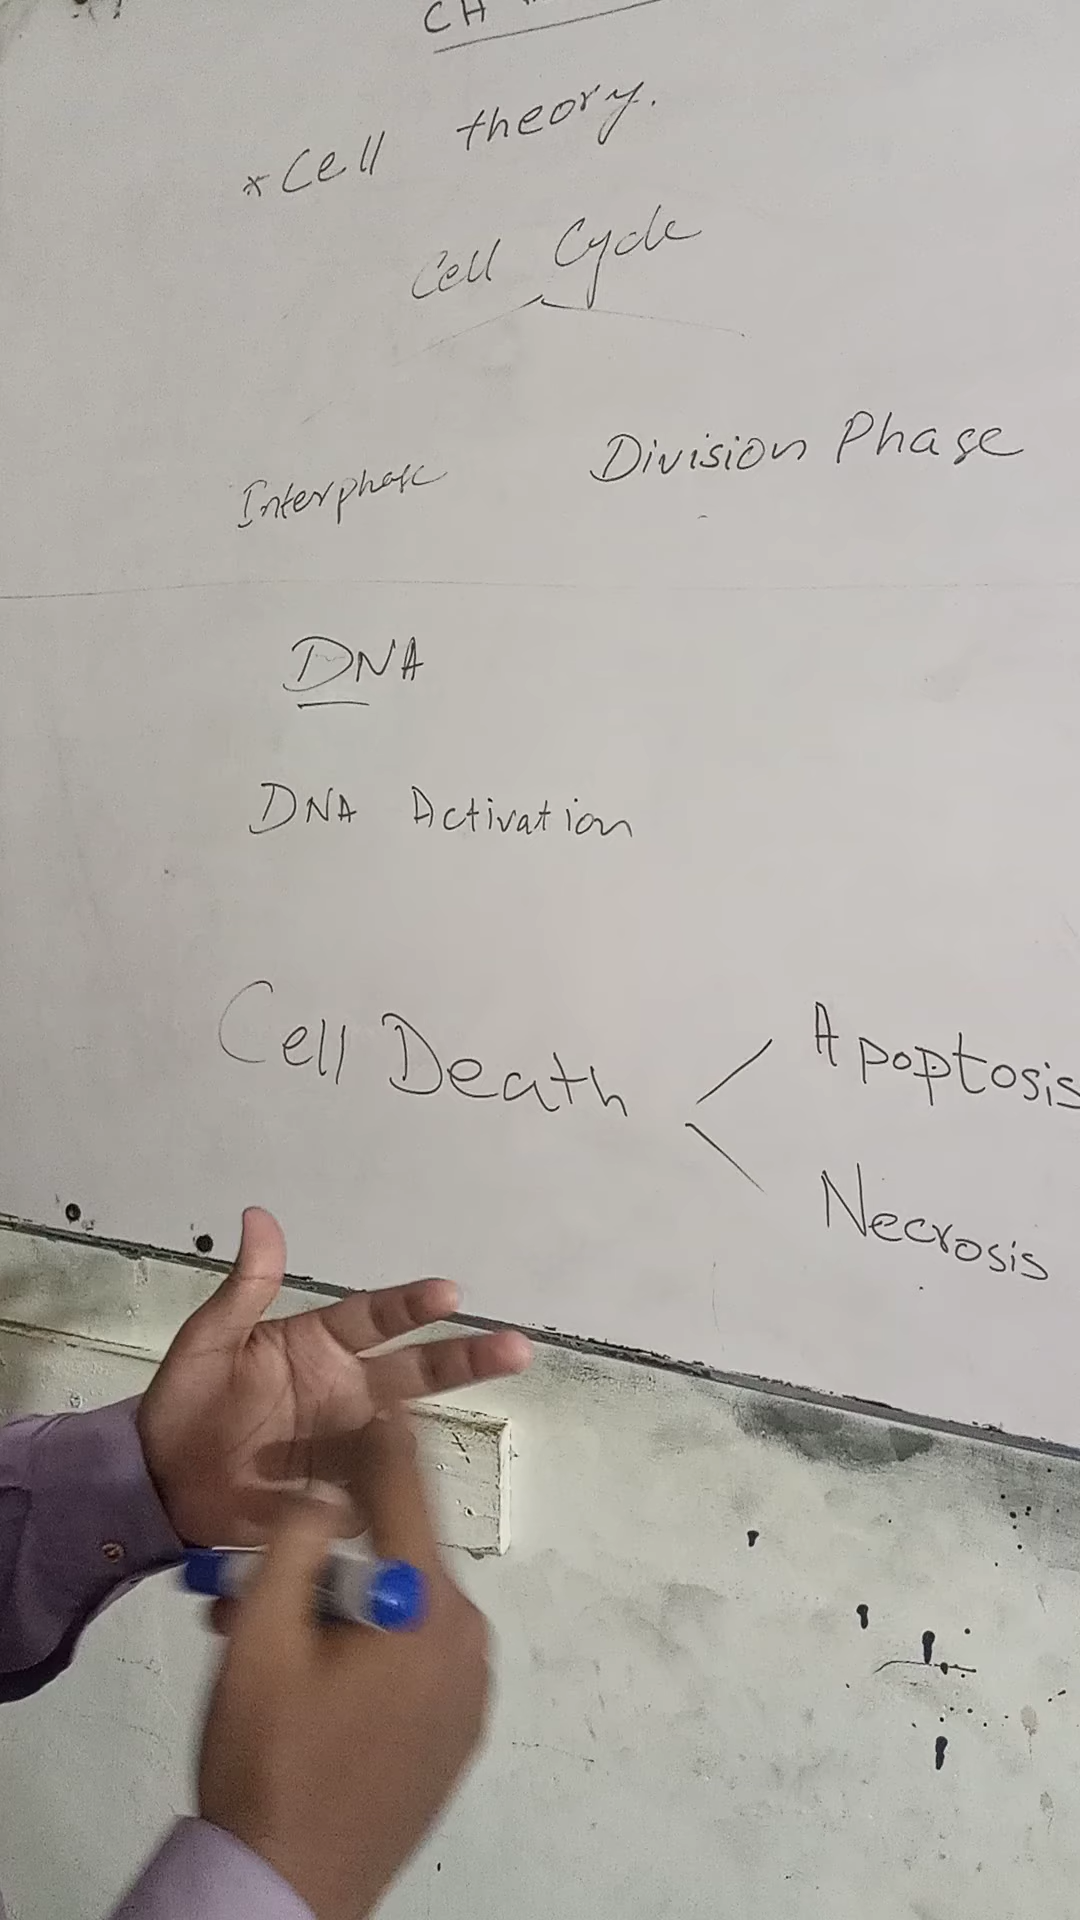 CH
*Cell theory.
Cell Cycle
Interphase Division Phase
DNA
DNA Activation
Cell Death
Apoptosis
Necrosis